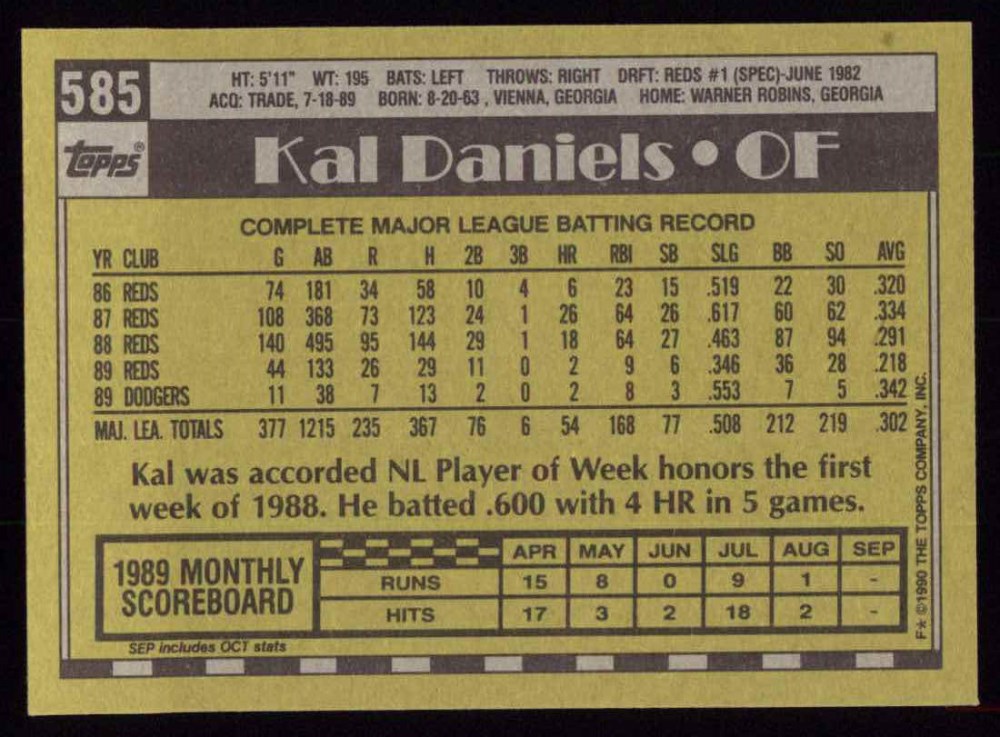 585
HT: 5'11" WT: 195 BATS: LEFT THROWS: RIGHT DRFT: REDS #1 (SPEC)-JUNE 1982
ACQ: TRADE, 7-18-89 BORN: 8-20-63 , VIENNA, GEORGIA HOME: WARNER ROBINS, GEORGIA
topps®
Kal Daniels • OF
COMPLETE MAJOR LEAGUE BATTING RECORD
YR CLUB G AB R H 2B 3B HR RBI SB SLG BB SO AVG
86 REDS 74 181 34 58 10 4 6 23 15 .519 22 30 .320
87 REDS 108 368 73 123 24 1 26 64 26 .617 60 62 .334
88 REDS 140 495 95 144 29 1 18 64 27 .463 87 94 .291
89 REDS 44 133 26 29 11 0 2 9 6 .346 36 28 .218
89 DODGERS 11 38 7 13 2 0 2 8 3 .553 7 5 .342
MAJ. LEA. TOTALS 377 1215 235 367 76 6 54 168 77 .508 212 219 .302
Kal was accorded NL Player of Week honors the first
week of 1988. He batted .600 with 4 HR in 5 games.
1989 MONTHLY
SCOREBOARD
APR MAY JUN JUL AUG SEP
RUNS 15 8 0 9 1 -
HITS 17 3 2 18 2 -
SEP includes OCT stats
F* ©1990 THE TOPPS COMPANY, INC.